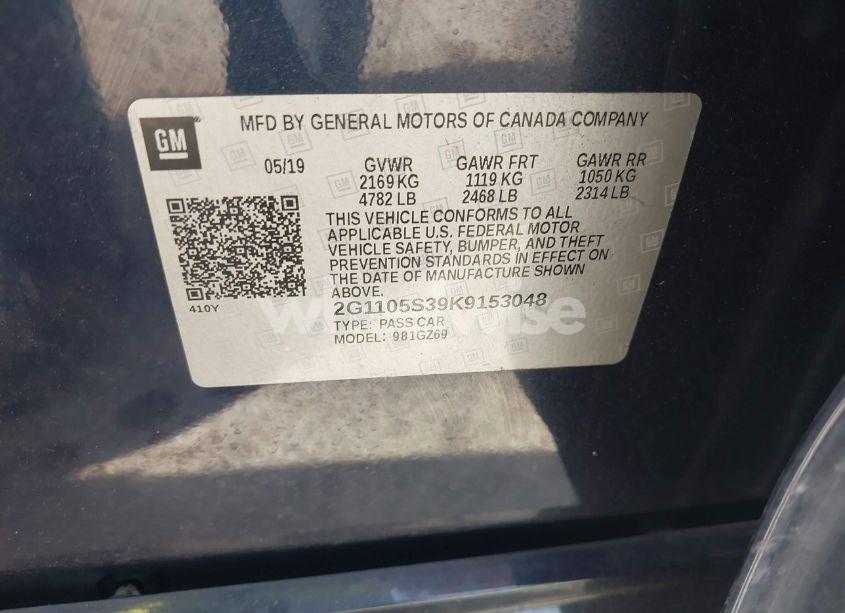 GM
MFD BY GENERAL MOTORS OF CANADA COMPANY
05/19 GVWR GAWR FRT GAWR RR
2169 KG 1119 KG 1050 KG
4782 LB 2468 LB 2314 LB
THIS VEHICLE CONFORMS TO ALL
APPLICABLE U.S. FEDERAL MOTOR
VEHICLE SAFETY, BUMPER, AND THEFT
PREVENTION STANDARDS IN EFFECT ON
THE DATE OF MANUFACTURE SHOWN
ABOVE.
410Y
2G1105S39K9153048
TYPE: PASS CAR
MODEL: 981GZ69